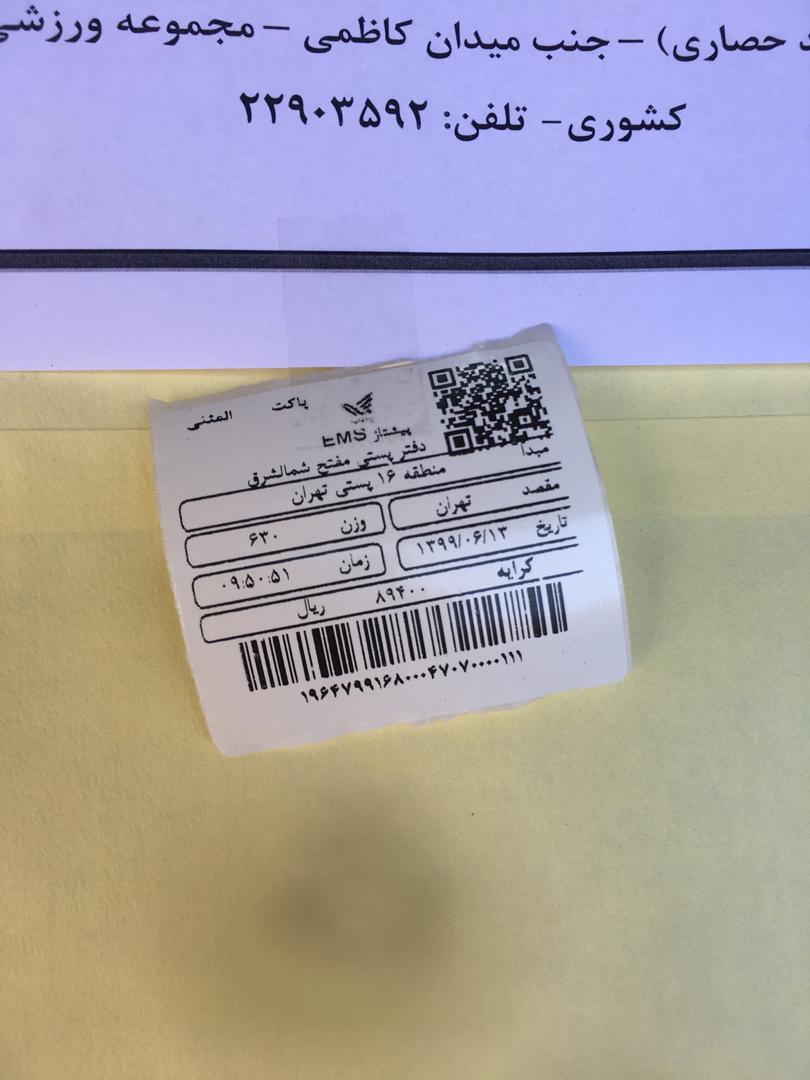 د حصاری) – جنب میدان کاظمی – مجموعه ورزشی
کشوری– تلفن: ۲۲۹۰۳۵۹۲
پاکت المثنی
پیشتاز EMS
مبدا دفتر پستی مفتح شمالشرق
منطقه ۱۶ پستی تهران
مقصد تهران وزن ۶۳۰
تاریخ ۱۳۹۹/۰۶/۱۳ زمان ۰۹:۵۰:۵۱
کرایه ۸۹۴۰۰ ریال
۱۹۶۴۷۹۹۱۶۸۰۰۰۴۷۰۷۰۰۰۰۱۱۱